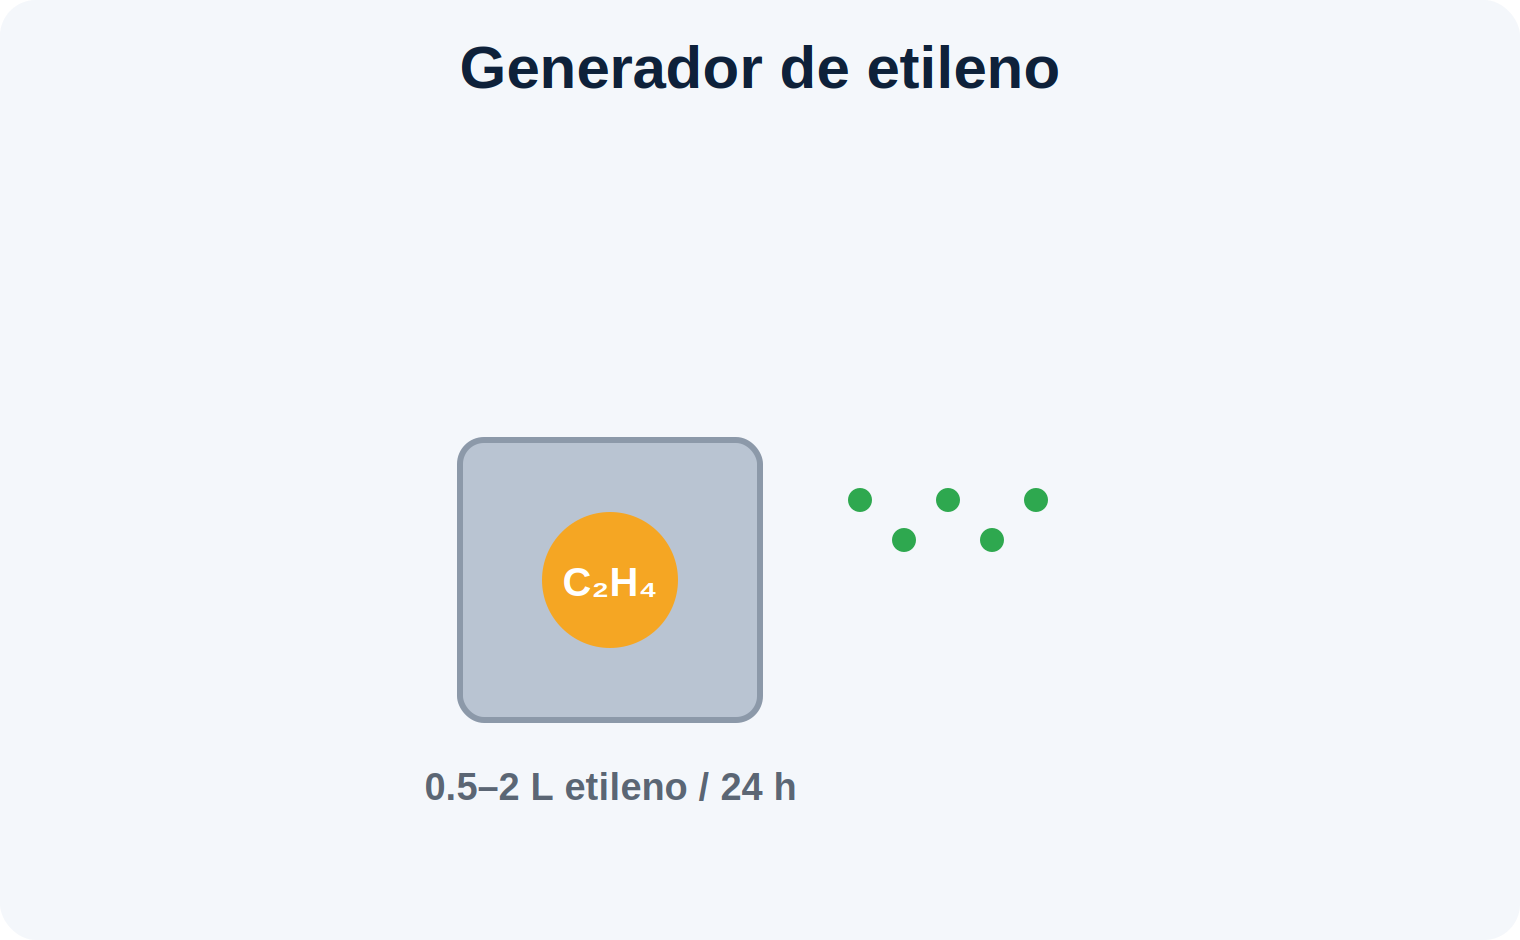 Generador de etileno
C₂H₄
0.5–2 L etileno / 24 h